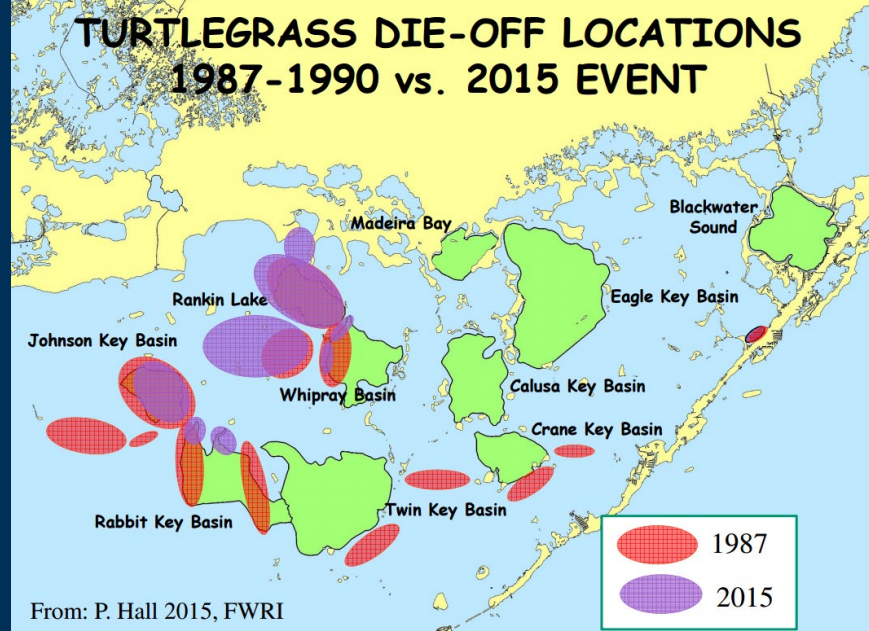 TURTLEGRASS DIE-OFF LOCATIONS
1987-1990 vs. 2015 EVENT
Blackwater
Sound
Madeira Bay
Rankin Lake
Eagle Key Basin
Johnson Key Basin
Whipray Basin
Calusa Key Basin
Crane Key Basin
Twin Key Basin
Rabbit Key Basin
1987
2015
From: P. Hall 2015, FWRI